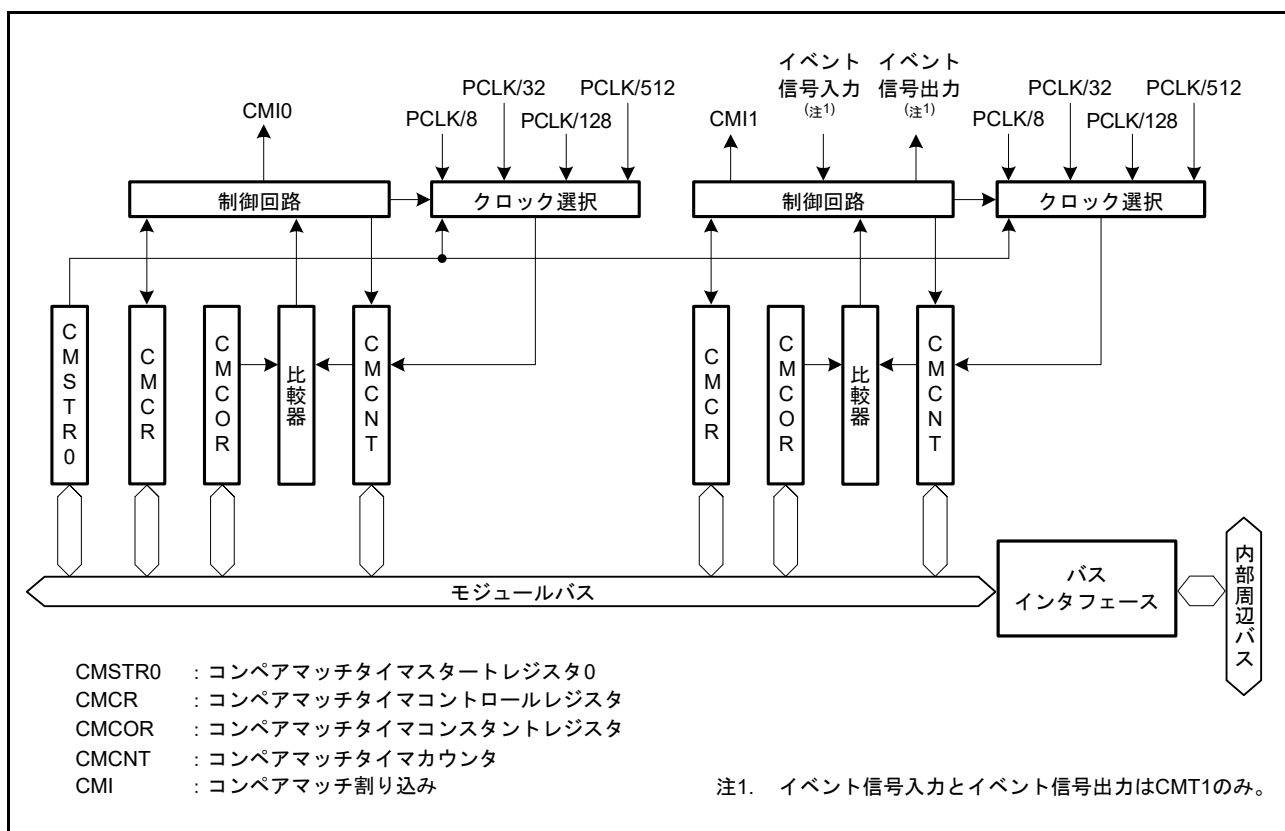 CMI0
PCLK/8
PCLK/32
PCLK/128
PCLK/512
制御回路
クロック選択
CMSTR0
CMCR
CMCOR
比較器
CMCNT
CMI1
イベント
信号入力
(注1)
イベント
信号出力
(注1)
PCLK/8
PCLK/32
PCLK/128
PCLK/512
制御回路
クロック選択
CMCR
CMCOR
比較器
CMCNT
モジュールバス
バス
インタフェース
内部周辺バス
CMSTR0 : コンペアマッチタイマスタートレジスタ0
CMCR : コンペアマッチタイマコントロールレジスタ
CMCOR : コンペアマッチタイマコンスタントレジスタ
CMCNT : コンペアマッチタイマカウンタ
CMI : コンペアマッチ割り込み
注1. イベント信号入力とイベント信号出力はCMT1のみ。